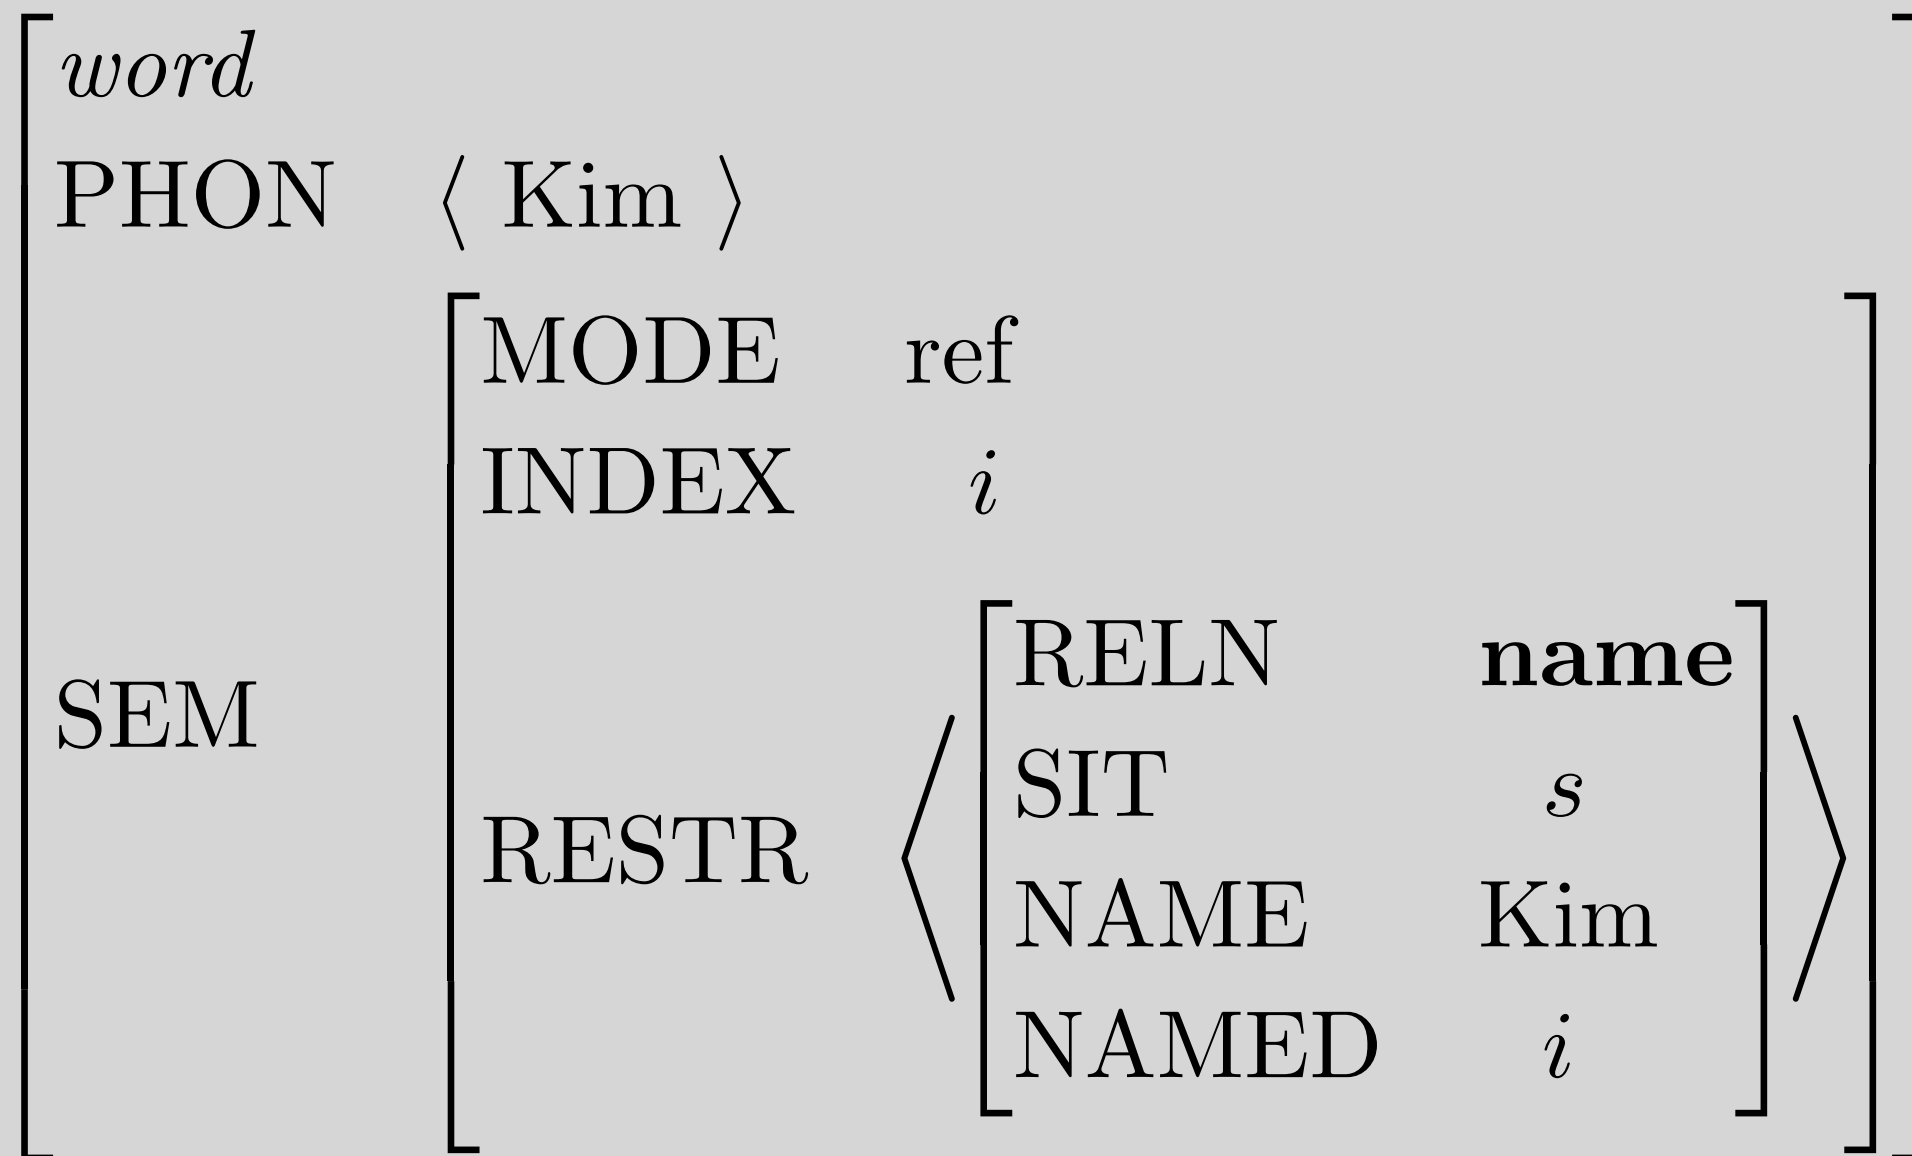 word
PHON ⟨ Kim ⟩
MODE ref
INDEX i
SEM
RESTR
RELN name
SIT s
NAME Kim
NAMED i